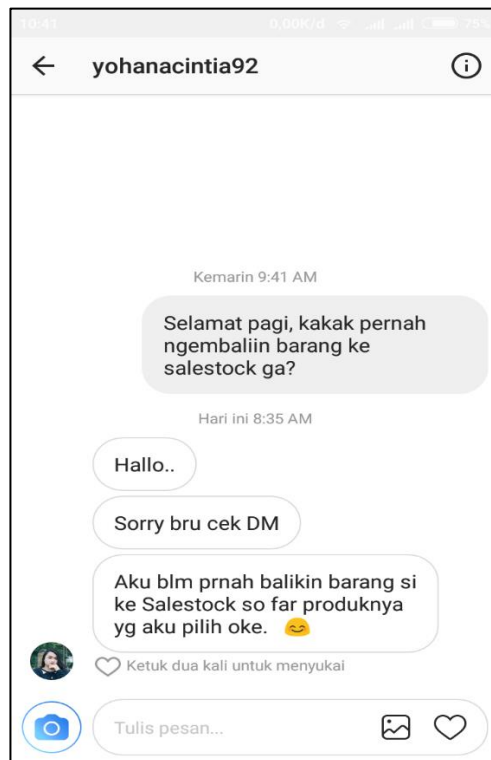 10:41 0,00K/d 75%
yohanacintia92
Kemarin 9:41 AM
Selamat pagi, kakak pernah
ngembaliin barang ke
salestock ga?
Hari ini 8:35 AM
Hallo..
Sorry bru cek DM
Aku blm prnah balikin barang si
ke Salestock so far produknya
yg aku pilih oke. 😊
Ketuk dua kali untuk menyukai
Tulis pesan...